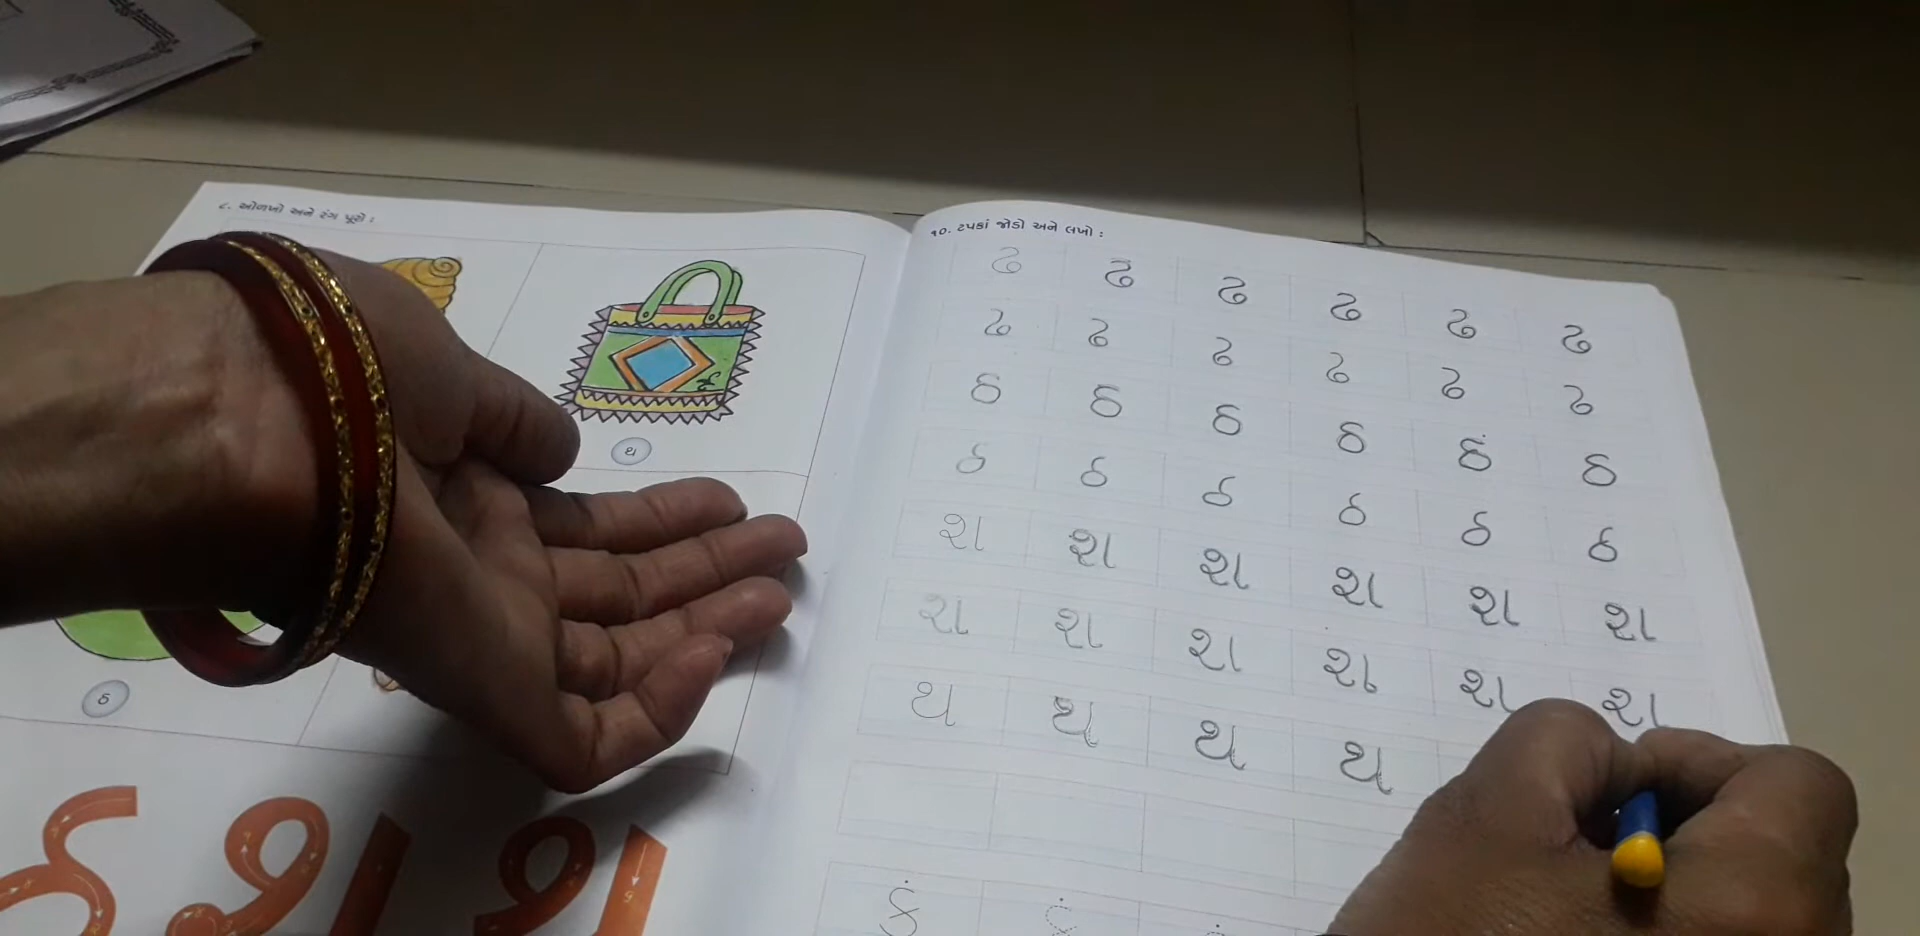 ૯. ઓળખો અને રંગ પૂરો :
થ
ઠ
૧૦. ટપકાં જોડો અને લખો :
ઢ ઢ ઢ ઢ ઢ ઢ
ઢ ઢ ઢ ઢ ઢ ઢ
ઠ ઠ ઠ ઠ ઠ ઠ
ઠ ઠ ઠ ઠ ઠ ઠ
શ શ શ શ શ શ
શ શ શ શ શ શ
થ થ થ થ